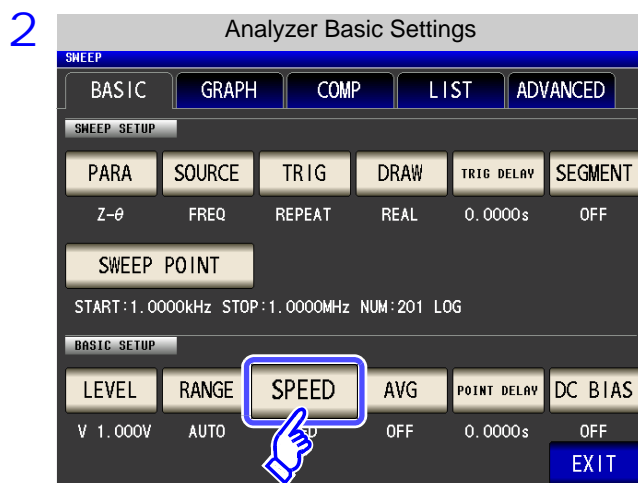 2
Analyzer Basic Settings
SWEEP
BASIC GRAPH COMP LIST ADVANCED
SWEEP SETUP
PARA SOURCE TRIG DRAW TRIG DELAY SEGMENT
Z-θ FREQ REPEAT REAL 0.0000s OFF
SWEEP POINT
START:1.0000kHz STOP:1.0000MHz NUM:201 LOG
BASIC SETUP
LEVEL RANGE SPEED AVG POINT DELAY DC BIAS
V 1.000V AUTO OFF 0.0000s OFF
EXIT